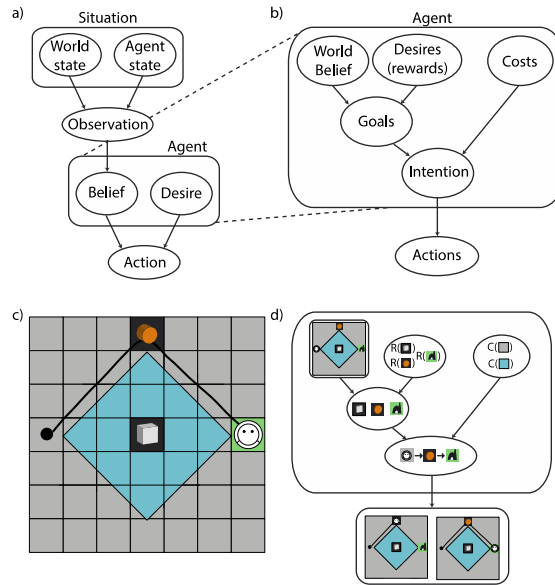 a)
Situation
World
state
Agent
state
Observation
Agent
Belief
Desire
Action
b)
Agent
World
Belief
Desires
(rewards)
Costs
Goals
Intention
Actions
c)
d)
R( )
R( )
R( )
C( )
C( )